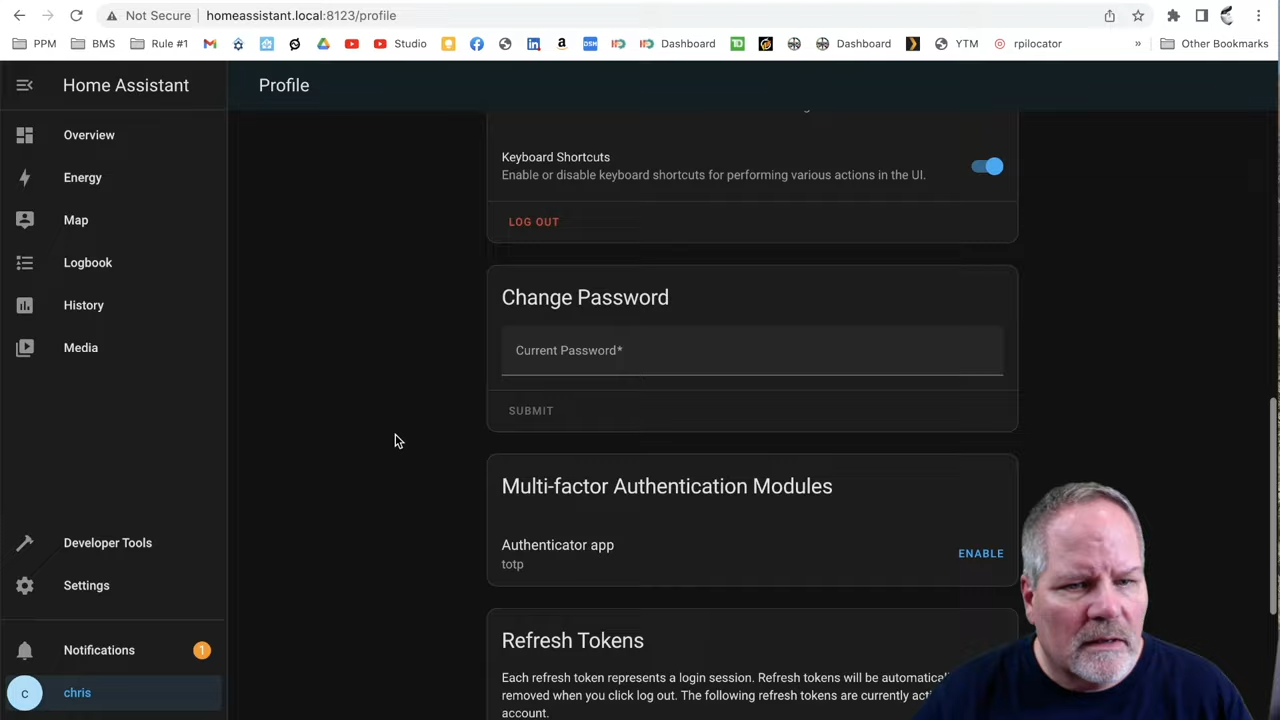 Not Secure
homeassistant.local:8123/profile
PPM
BMS
Rule #1
Studio
DSM
Dashboard
Dashboard
YTM
rpilocator
»
Other Bookmarks
Home Assistant
Profile
Overview
Energy
Map
Logbook
History
Media
Developer Tools
Settings
Notifications
1
c
chris
Keyboard Shortcuts
Enable or disable keyboard shortcuts for performing various actions in the UI.
LOG OUT
Change Password
Current Password*
SUBMIT
Multi-factor Authentication Modules
Authenticator app
totp
ENABLE
Refresh Tokens
Each refresh token represents a login session. Refresh tokens will be
removed when you click log out. The following refresh tokens are currently
account.